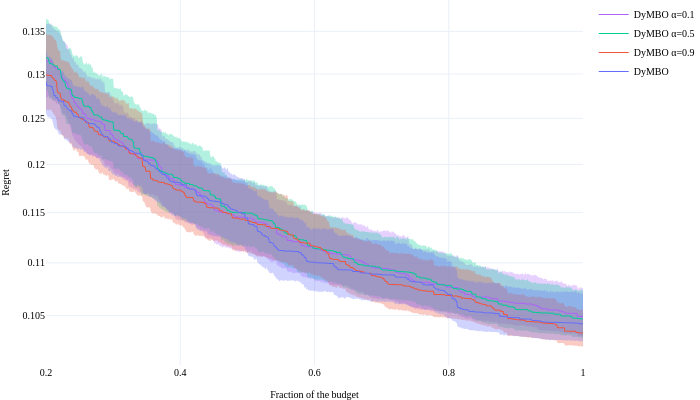 DyMBO α=0.1
DyMBO α=0.5
DyMBO α=0.9
DyMBO
0.135
0.13
0.125
0.12
0.115
0.11
0.105
Regret
0.2 0.4 0.6 0.8 1
Fraction of the budget